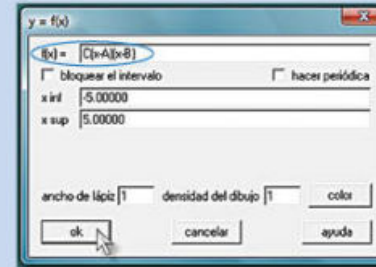 y = f(x)
f(x) = C(x-A)(x-B)
bloquear el intervalo hacer periódica
x inf -5.00000
x sup 5.00000
ancho de lápiz 1 densidad del dibujo 1 color
ok cancelar ayuda